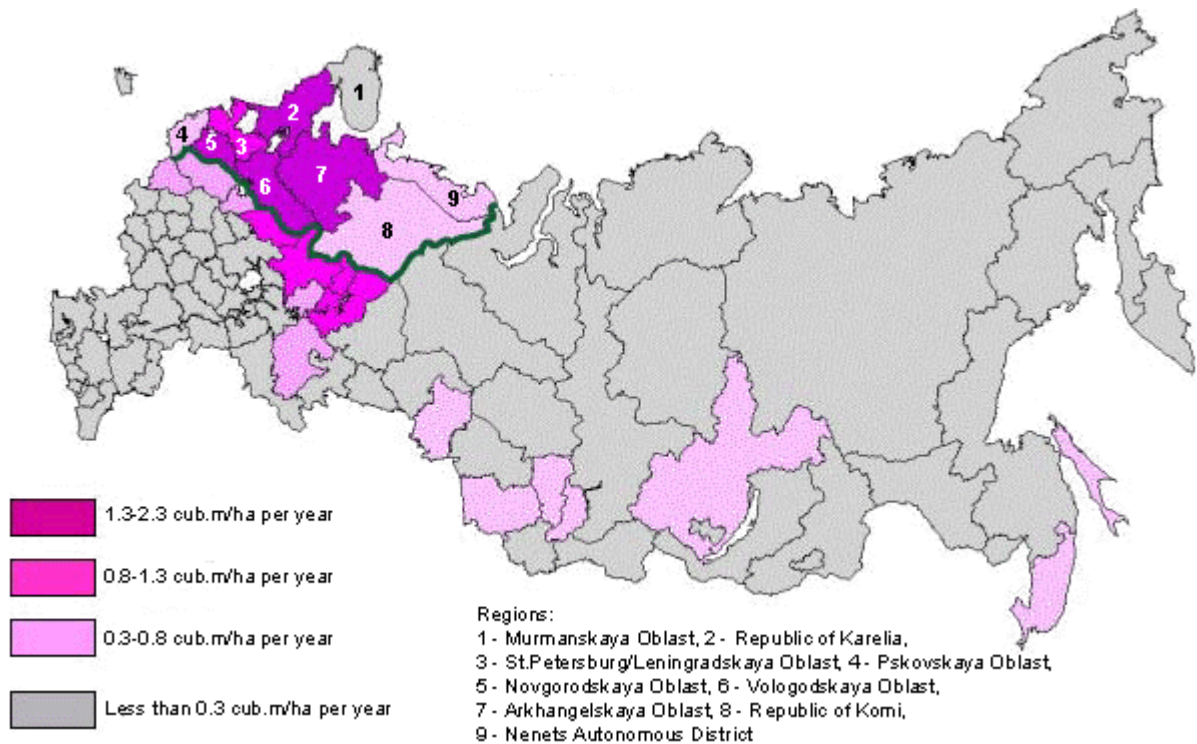 1
2
3
4
5
6
7
8
9
1.3-2.3 cub.m/ha per year
0.8-1.3 cub.m/ha per year
0.3-0.8 cub.m/ha per year
Less than 0.3 cub.m/ha per year
Regions:
1 - Murmanskaya Oblast, 2 - Republic of Karelia,
3 - St.Petersburg/Leningradskaya Oblast, 4 - Pskovskaya Oblast,
5 - Novgorodskaya Oblast, 6 - Vologodskaya Oblast,
7 - Arkhangelskaya Oblast, 8 - Republic of Komi,
9 - Nenets Autonomous District